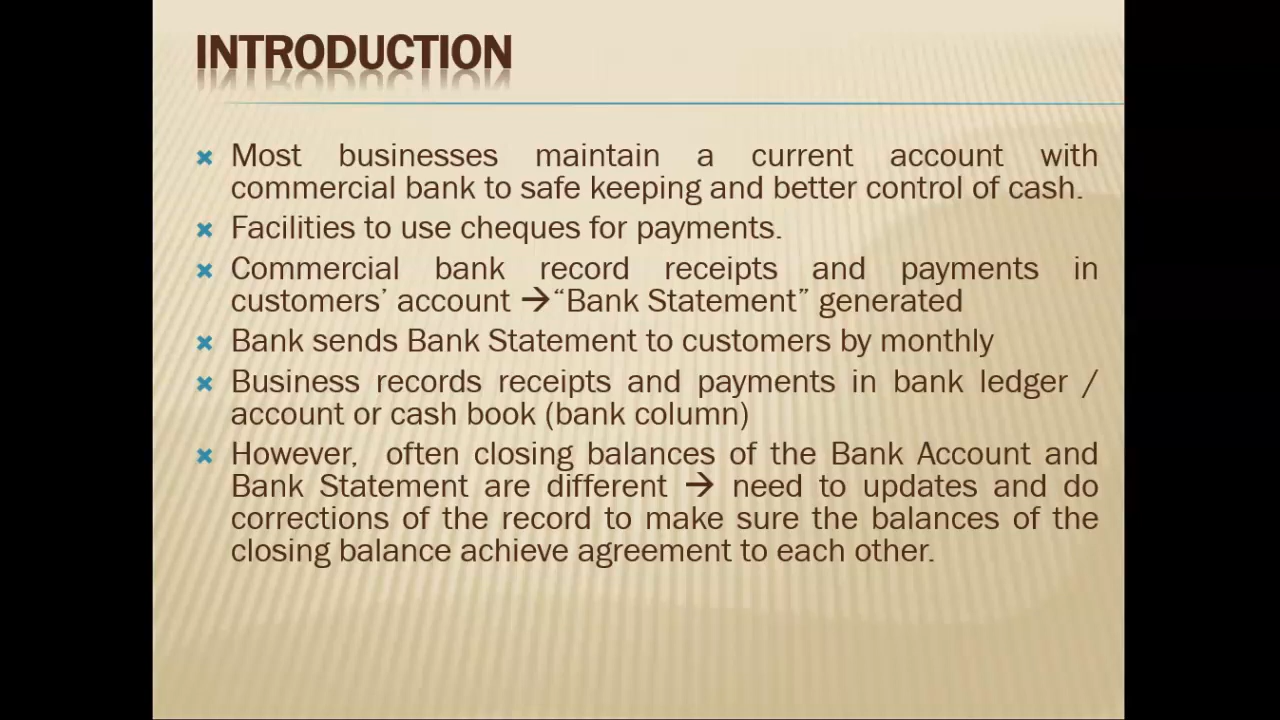 INTRODUCTION
Most businesses maintain a current account with
commercial bank to safe keeping and better control of cash.
Facilities to use cheques for payments.
Commercial bank record receipts and payments in
customers’ account →“Bank Statement” generated
Bank sends Bank Statement to customers by monthly
Business records receipts and payments in bank ledger /
account or cash book (bank column)
However, often closing balances of the Bank Account and
Bank Statement are different → need to updates and do
corrections of the record to make sure the balances of the
closing balance achieve agreement to each other.